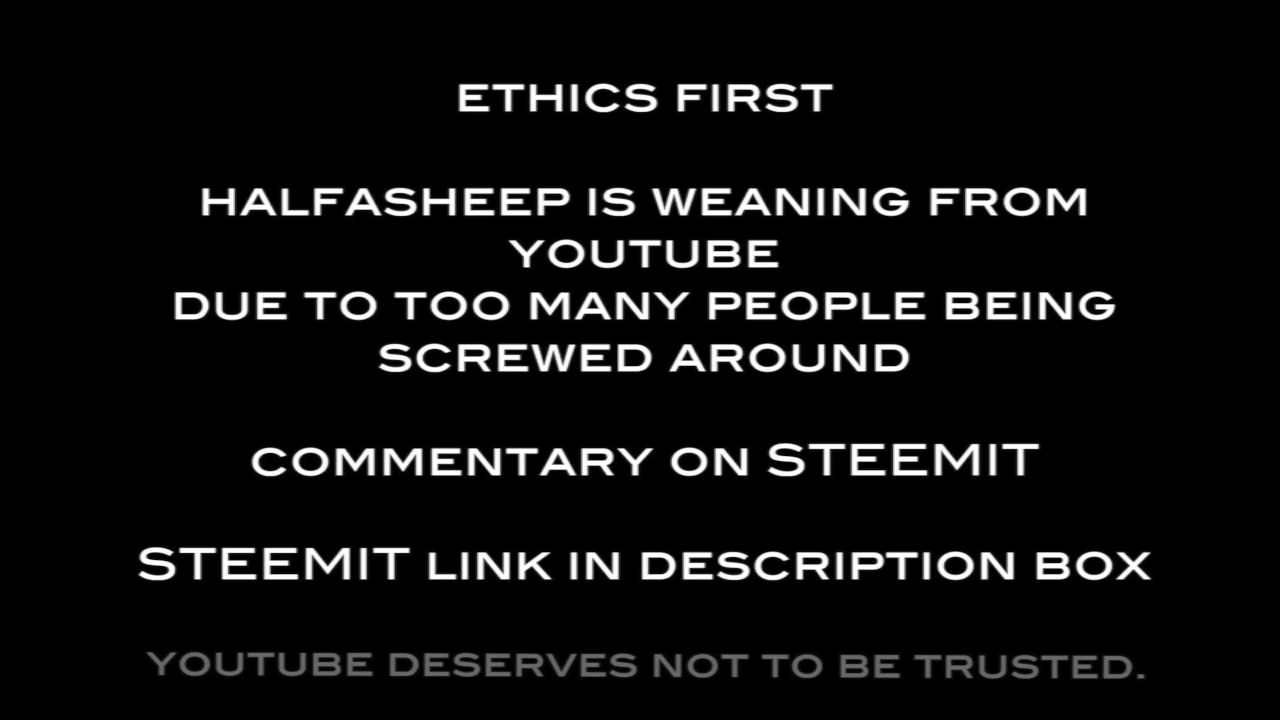 ETHICS FIRST
HALFASHEEP IS WEANING FROM
YOUTUBE
DUE TO TOO MANY PEOPLE BEING
SCREWED AROUND
COMMENTARY ON STEEMIT
STEEMIT LINK IN DESCRIPTION BOX
YOUTUBE DESERVES NOT TO BE TRUSTED.